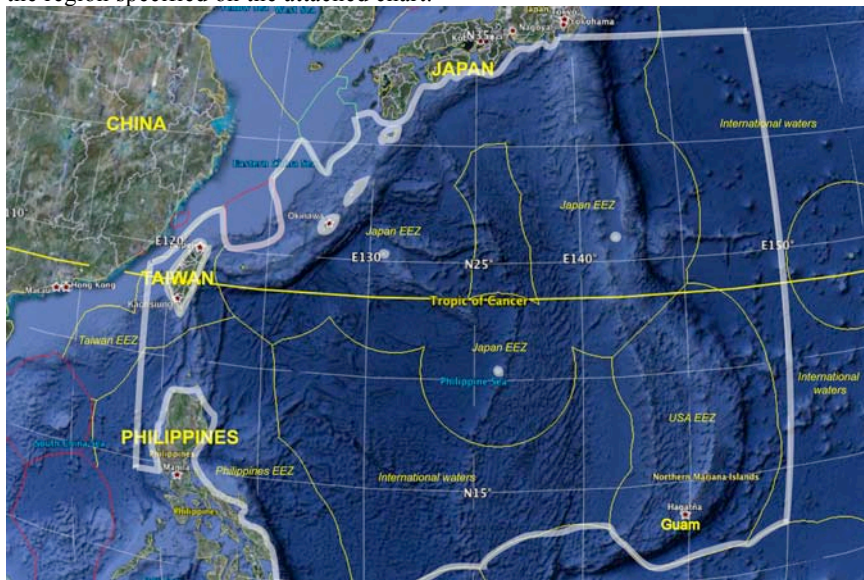 the region specified on the attached chart.
N35°
Nagoya
Yokohama
JAPAN
CHINA
International waters
Eastern China Sea
110°
Okinawa
Japan EEZ
Japan EEZ
E120°
E130°
N25°
E140°
E150°
TAIWAN
Hong Kong
Kaohsiung
Tropic of Cancer
Taiwan EEZ
Japan EEZ
Philippine Sea
International
waters
USA EEZ
South China Sea
PHILIPPINES
Philippines
Manila
Philippines EEZ
International waters
Northern Mariana Islands
N15°
Hagatna
Guam
Philippines